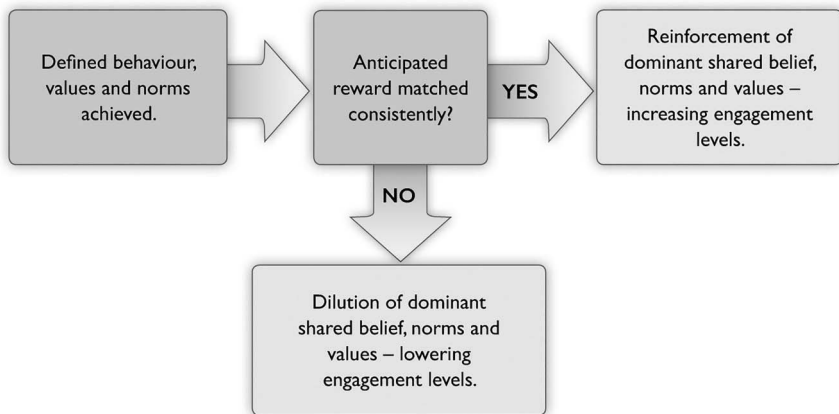 Defined behaviour,
values and norms
achieved.
Anticipated
reward matched
consistently?
YES
Reinforcement of
dominant shared belief,
norms and values –
increasing engagement
levels.
NO
Dilution of dominant
shared belief, norms and
values – lowering
engagement levels.